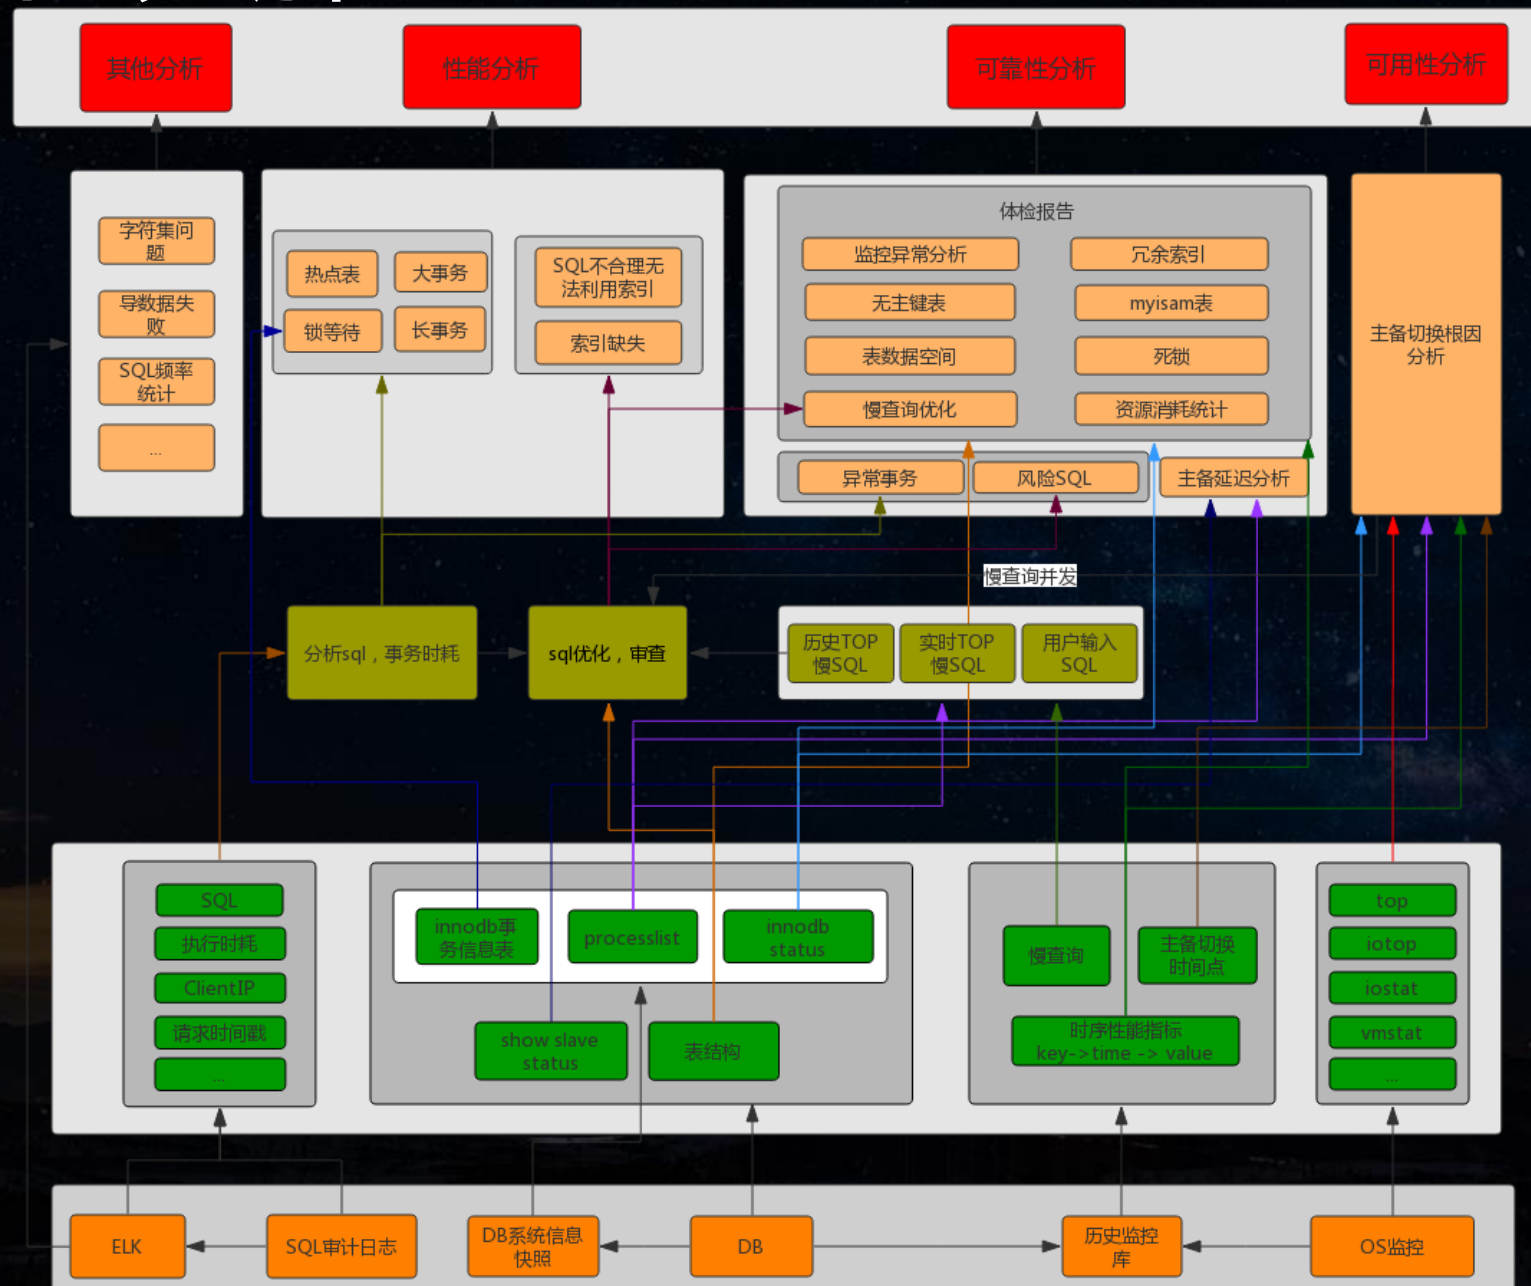 其他分析
性能分析
可靠性分析
可用性分析
字符集问
题
导数据失
败
SQL频率
统计
...
热点表
大事务
锁等待
长事务
SQL不合理无
法利用索引
索引缺失
体检报告
监控异常分析
冗余索引
无主键表
myisam表
表数据空间
死锁
慢查询优化
资源消耗统计
异常事务
风险SQL
主备延迟分析
主备切换根因
分析
慢查询并发
分析sql，事务时耗
sql优化，审查
历史TOP
慢SQL
实时TOP
慢SQL
用户输入
SQL
SQL
执行时耗
ClientIP
请求时间戳
...
innodb事
务信息表
processlist
innodb
status
show slave
status
表结构
慢查询
主备切换
时间点
时序性能指标
key->time -> value
top
iotop
iostat
vmstat
...
ELK
SQL审计日志
DB系统信息
快照
DB
历史监控
库
OS监控